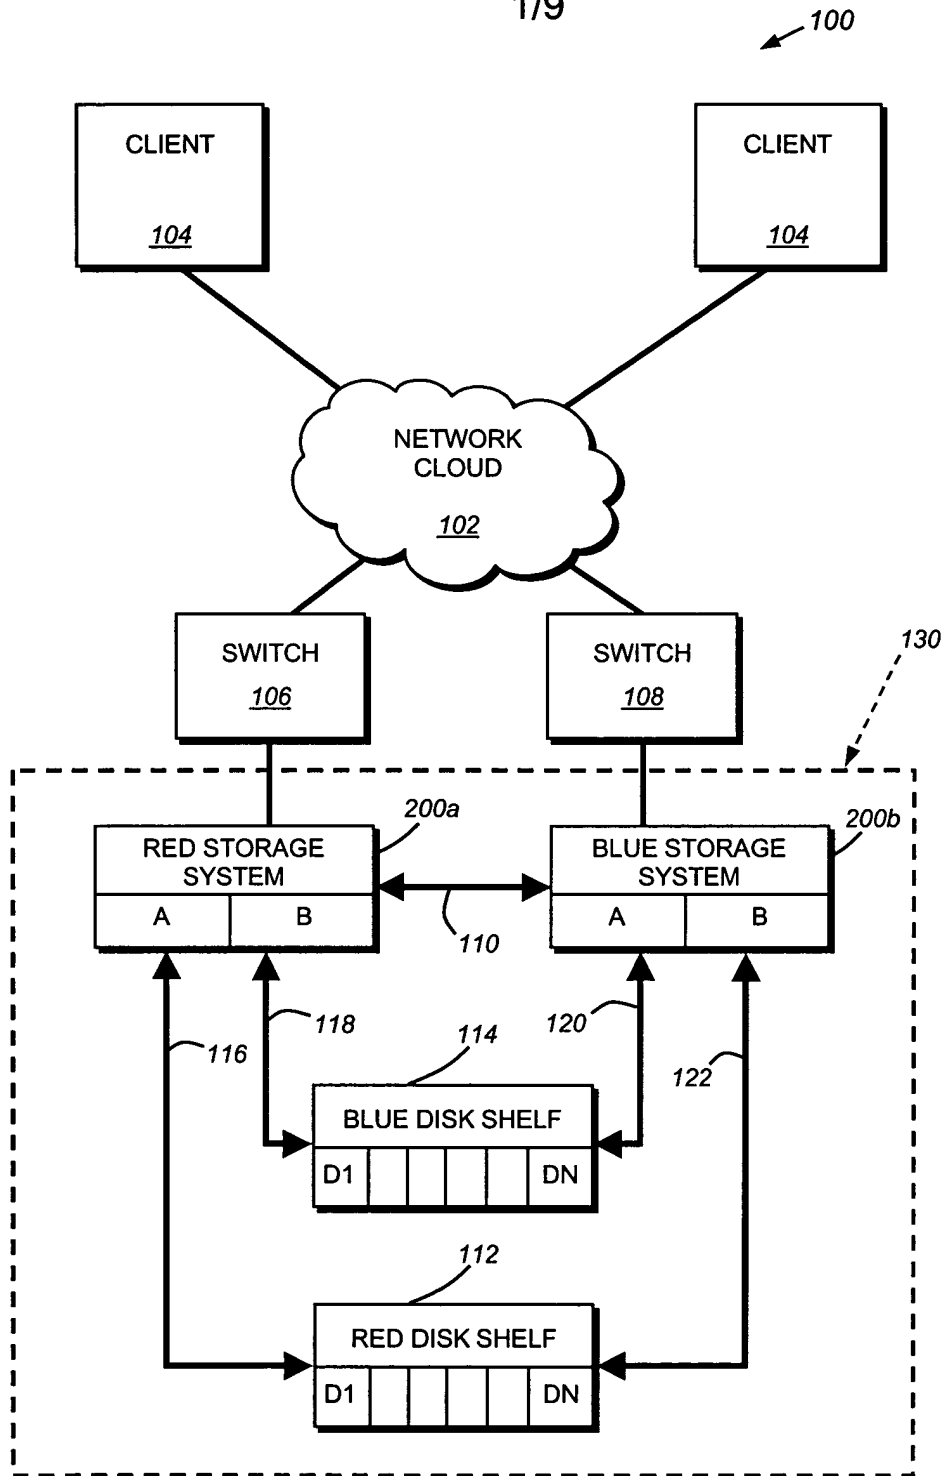 1/9
100
CLIENT
104
CLIENT
104
NETWORK
CLOUD
102
SWITCH
106
SWITCH
108
130
200a
RED STORAGE
SYSTEM
A
B
110
200b
BLUE STORAGE
SYSTEM
A
B
116
118
120
122
114
BLUE DISK SHELF
D1
DN
112
RED DISK SHELF
D1
DN